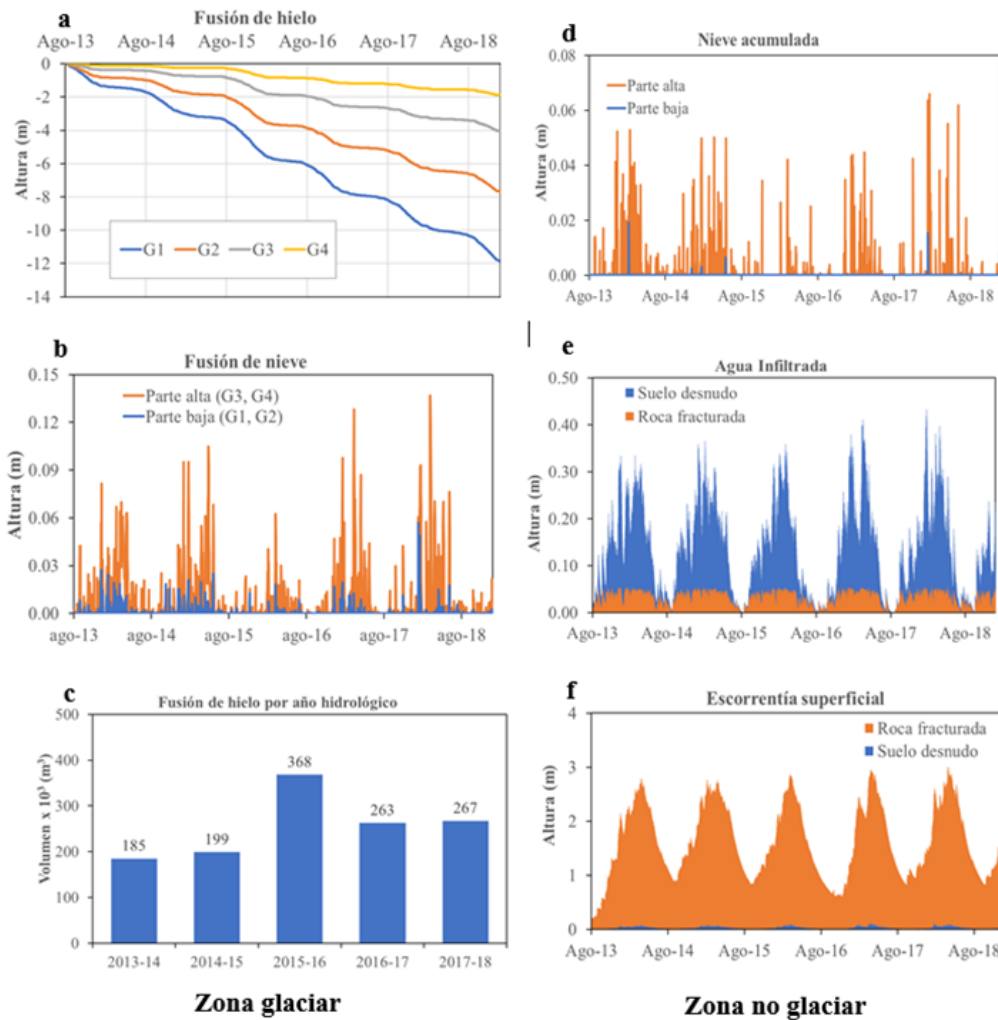 a
Fusión de hielo
Ago-13 Ago-14 Ago-15 Ago-16 Ago-17 Ago-18
Altura (m)
0
-2
-4
-6
-8
-10
-12
-14
G1 G2 G3 G4
b
Fusión de nieve
Altura (m)
0.15
0.12
0.09
0.06
0.03
0.00
Parte alta (G3, G4)
Parte baja (G1, G2)
ago-13 ago-14 ago-15 ago-16 ago-17 ago-18
c
Fusión de hielo por año hidrológico
Volumen x 10³ (m³)
500
400
300
200
100
0
185 199 368 263 267
2013-14 2014-15 2015-16 2016-17 2017-18
Zona glaciar
d
Nieve acumulada
Altura (m)
0.08
0.06
0.04
0.02
0.00
Parte alta
Parte baja
Ago-13 Ago-14 Ago-15 Ago-16 Ago-17 Ago-18
e
Agua Infiltrada
Altura (m)
0.50
0.40
0.30
0.20
0.10
0.00
Suelo desnudo
Roca fracturada
Ago-13 Ago-14 Ago-15 Ago-16 Ago-17 Ago-18
f
Escorrentía superficial
Altura (m)
4
3
2
1
0
Roca fracturada
Suelo desnudo
Ago-13 Ago-14 Ago-15 Ago-16 Ago-17 Ago-18
Zona no glaciar